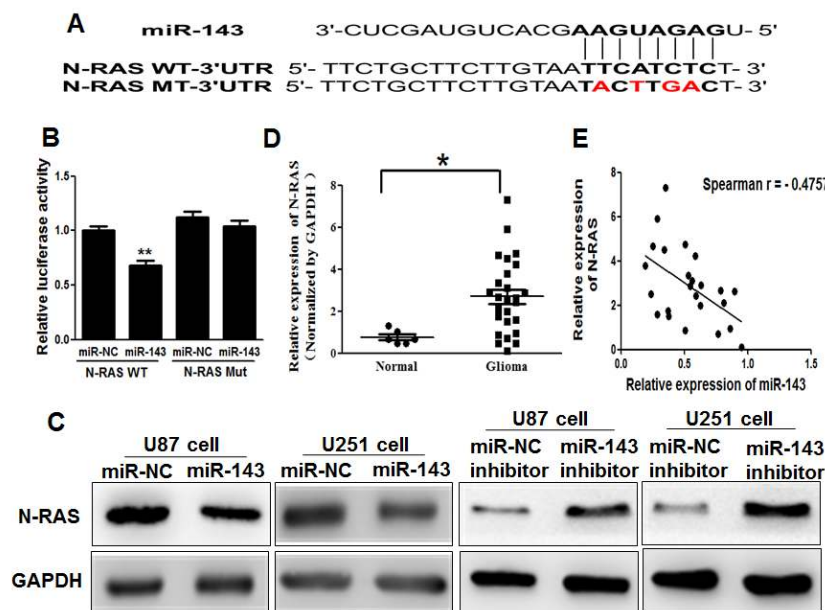 A
miR-143 3'-CUCGAUGUCACGAAGUAGAGU- 5'
N-RAS WT-3'UTR 5'- TTCTGCTTCTTGTAATTCATCTCT- 3'
N-RAS MT-3'UTR 5'- TTCTGCTTCTTGTAATACTTGACT- 3'
B
Relative luciferase activity
1.5
1.0
0.5
0.0
**
miR-NC miR-143 miR-NC miR-143
N-RAS WT N-RAS Mut
D
Relative expression of N-RAS
(Normalized by GAPDH)
8
6
4
2
0
*
Normal Glioma
E
Relative expression
of N-RAS
8
6
4
2
0
Spearman r = - 0.4757
0.0 0.5 1.0 1.5
Relative expression of miR-143
C
U87 cell U251 cell U87 cell U251 cell
miR-NC miR-143 miR-NC miR-143 miR-NC inhibitor miR-143 inhibitor miR-NC inhibitor miR-143 inhibitor
N-RAS
GAPDH